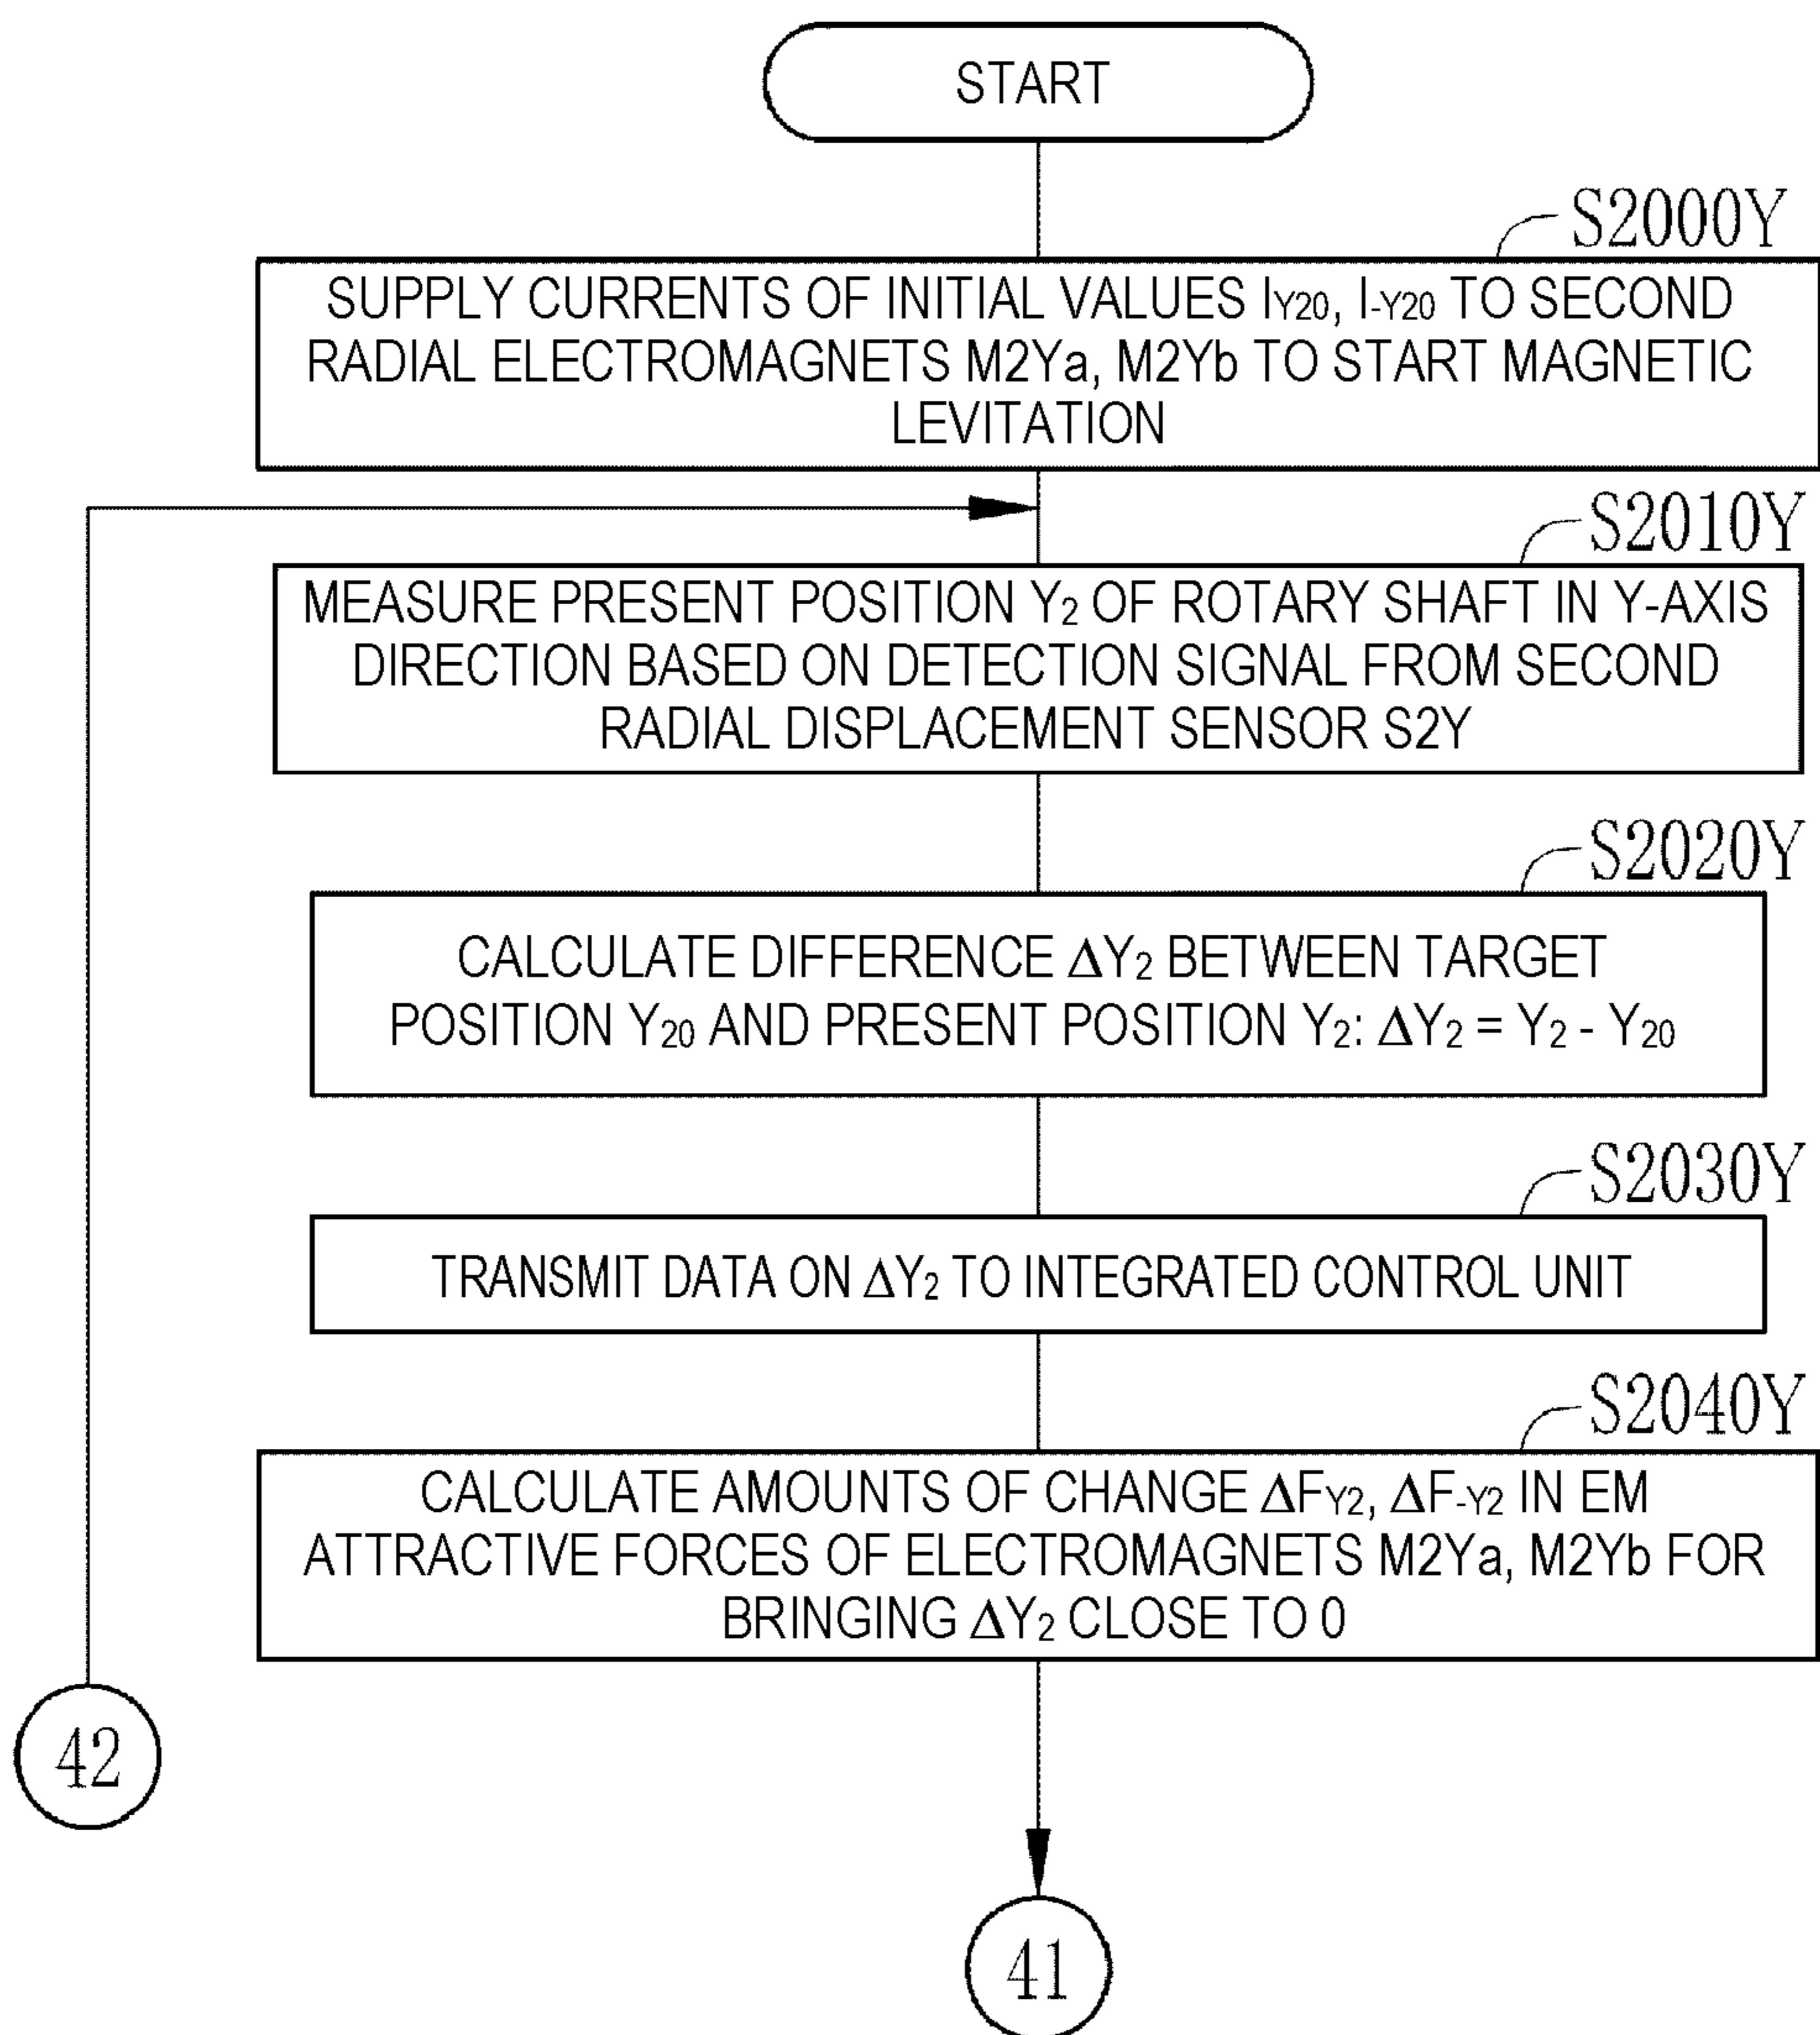 START
S2000Y
SUPPLY CURRENTS OF INITIAL VALUES I_Y20, I_-Y20 TO SECOND
RADIAL ELECTROMAGNETS M2Ya, M2Yb TO START MAGNETIC
LEVITATION
S2010Y
MEASURE PRESENT POSITION Y₂ OF ROTARY SHAFT IN Y-AXIS
DIRECTION BASED ON DETECTION SIGNAL FROM SECOND
RADIAL DISPLACEMENT SENSOR S2Y
S2020Y
CALCULATE DIFFERENCE ΔY₂ BETWEEN TARGET
POSITION Y₂₀ AND PRESENT POSITION Y₂: ΔY₂ = Y₂ - Y₂₀
S2030Y
TRANSMIT DATA ON ΔY₂ TO INTEGRATED CONTROL UNIT
S2040Y
CALCULATE AMOUNTS OF CHANGE ΔF_Y2, ΔF_-Y2 IN EM
ATTRACTIVE FORCES OF ELECTROMAGNETS M2Ya, M2Yb FOR
BRINGING ΔY₂ CLOSE TO 0
42
41